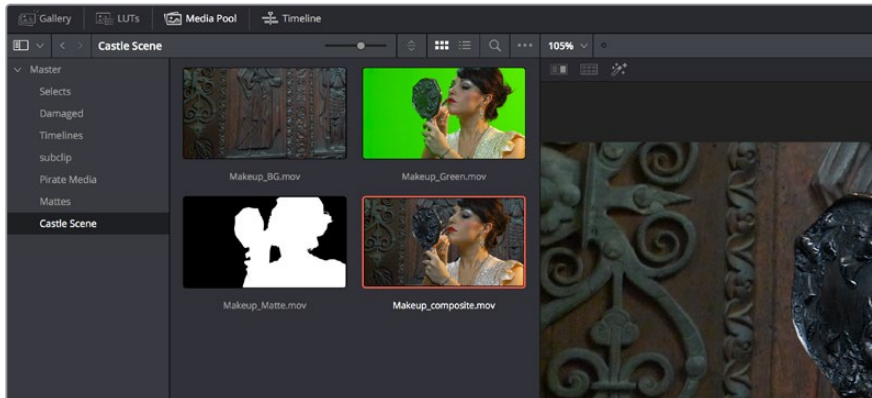 Gallery LUTs Media Pool Timeline
Castle Scene 105%
Master
Selects
Damaged
Timelines
subclip
Pirate Media
Mattes
Castle Scene
Makeup_BG.mov Makeup_Green.mov
Makeup_Matte.mov Makeup_composite.mov